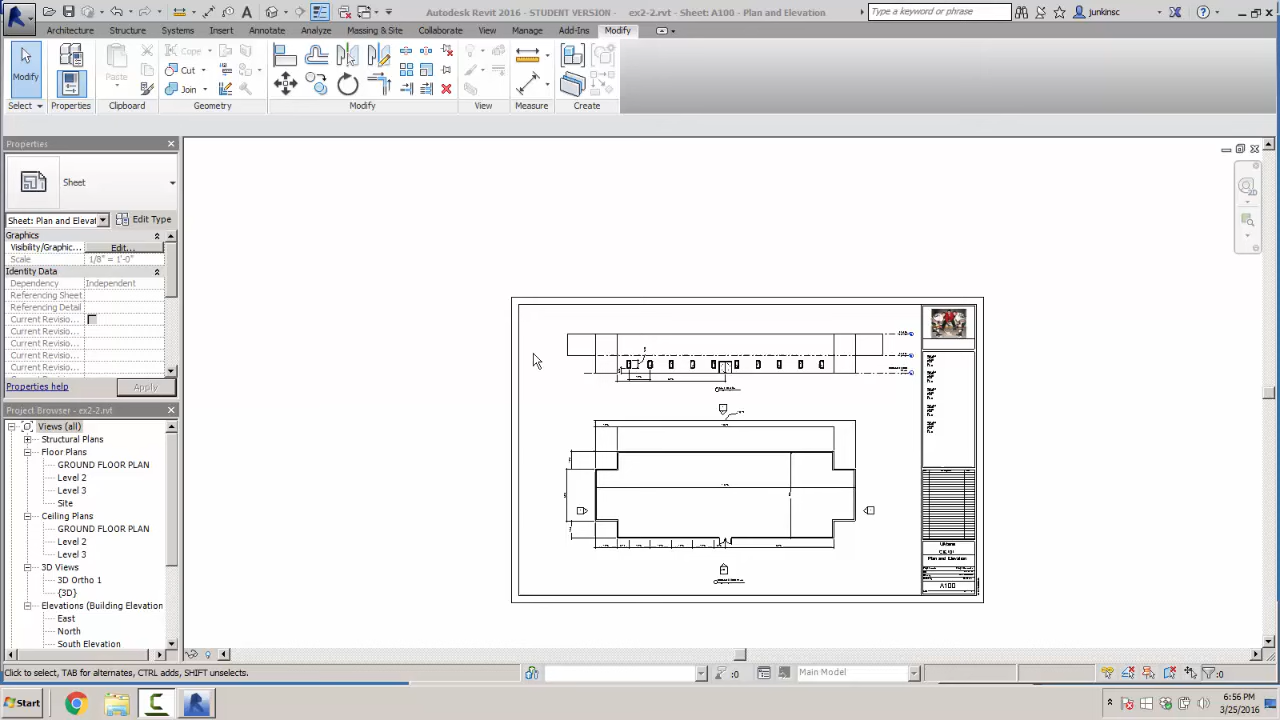 Autodesk Revit 2016 - STUDENT VERSION - ex2-2.rvt - Sheet: A100 - Plan and Elevation
Type a keyword or phrase
junkinsc
Architecture Structure Systems Insert Annotate Analyze Massing & Site Collaborate View Manage Add-Ins Modify
Modify
Paste
Cope
Cut
Join
Select Properties Clipboard Geometry Modify View Measure Create
Properties
Sheet
Sheet: Plan and Elevat
Edit Type
Graphics
Visibility/Graphic... Edit...
Scale 1/8" = 1'-0"
Identity Data
Dependency Independent
Referencing Sheet
Referencing Detail
Current Revisio...
Current Revisio...
Current Revisio...
Current Revisio...
Current Revisio...
Properties help
Apply
Project Browser - ex2-2.rvt
Views (all)
Structural Plans
Floor Plans
GROUND FLOOR PLAN
Level 2
Level 3
Site
Ceiling Plans
GROUND FLOOR PLAN
Level 2
Level 3
3D Views
3D Ortho 1
{3D}
Elevations (Building Elevation
East
North
South Elevation
Plan and Elevation
A100
Click to select, TAB for alternates, CTRL adds, SHIFT unselects.
:0
Main Model
:0
Start
6:56 PM
3/25/2016